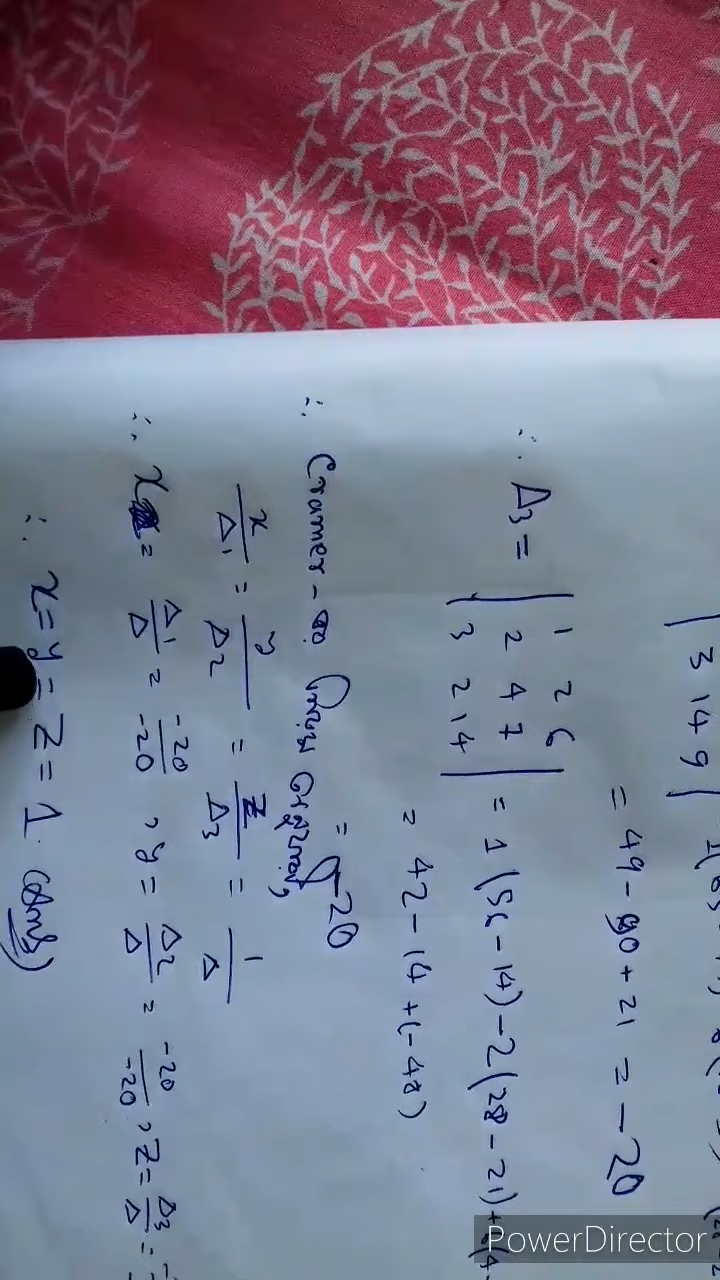 | 3 14 9 |
= 49 - 90 + 21 = -20
∴ Δ3 = | 1 2 6 |
| 2 4 7 |
| 3 2 14 | = 1 (56 - 14) - 2(28 - 21) +
= 42 - 14 + (-48)
= -20
∴ Cramer-এর নিয়ম অনুসারে,
x/Δ1 = y/Δ2 = z/Δ3 = 1/Δ
∴ x = Δ1/Δ = -20/-20 , y = Δ2/Δ = -20/-20 , z = Δ3/Δ =
∴ x = y = z = 1. (Ans)
PowerDirector